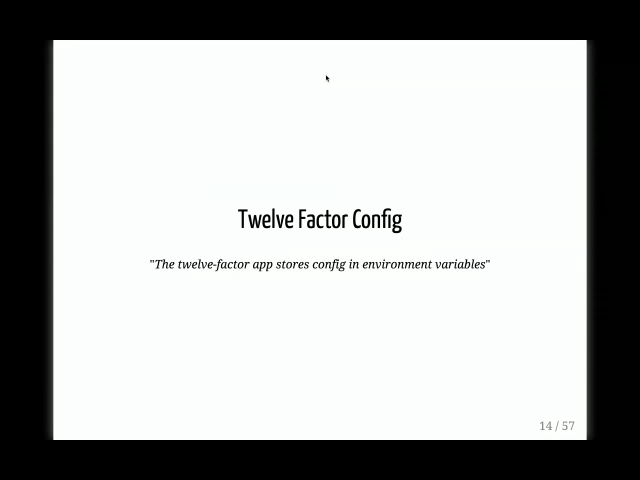 Twelve Factor Config
"The twelve-factor app stores config in environment variables"
14 / 57